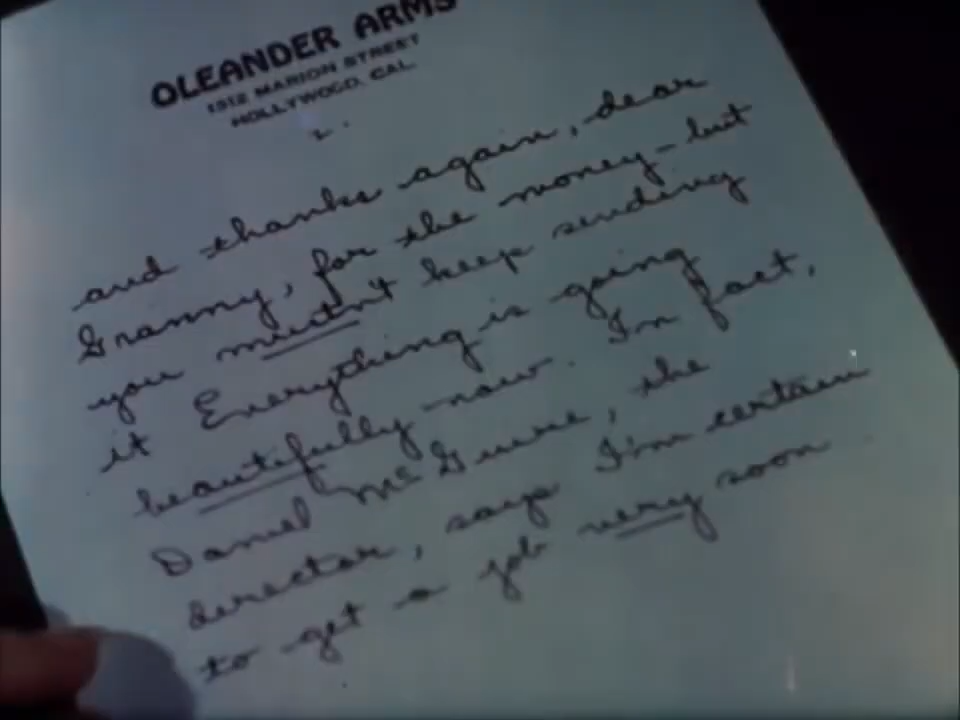 OLEANDER ARMS
1312 MARION STREET
HOLLYWOOD, CAL.
2.
and thanks again, dear
Granny, for the money - but
you mustn't keep sending
it Everything is going
beautifully now. In fact,
Daniel McGuire, the
director, says I'm certain
to get a job very soon